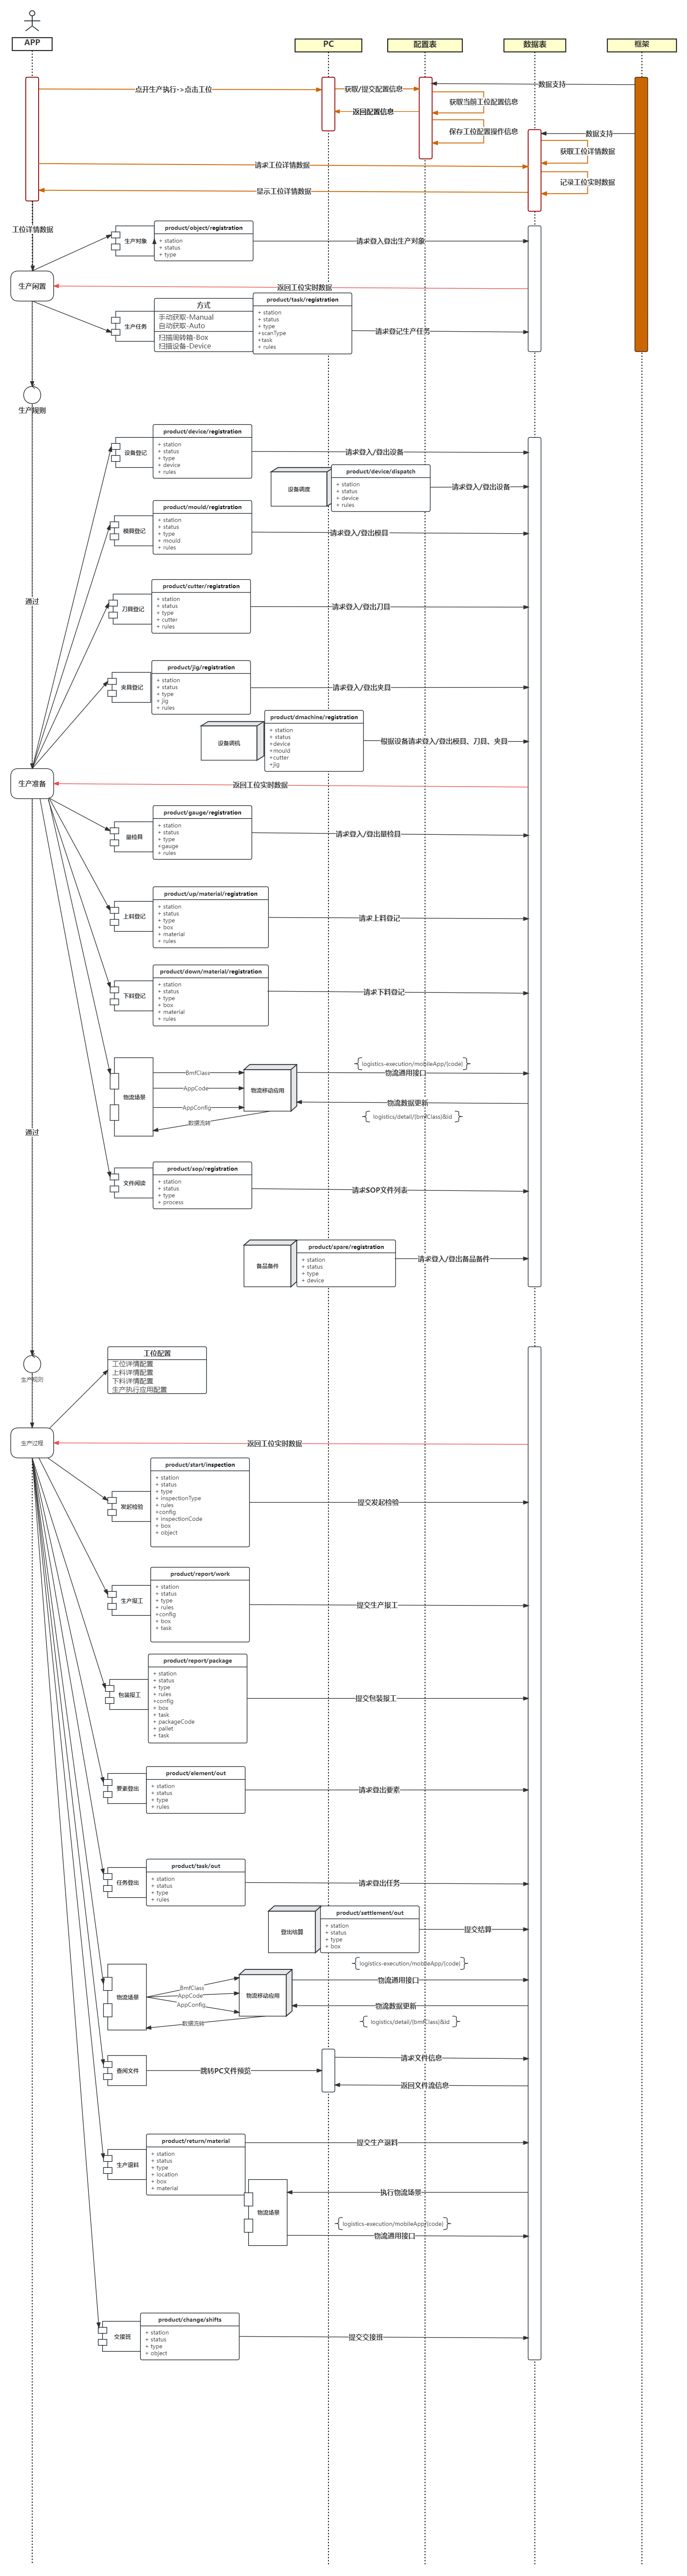 APP
PC
配置表
数据表
框架
数据支持
点开生产执行->点击工位
获取/提交配置信息
获取当前工位配置信息
返回配置信息
保存工位配置操作信息
数据支持
获取工位详情数据
请求工位详情数据
记录工位实时数据
显示工位详情数据
工位详情数据
product/object/registration
+ station
+ status
+ type
生产对象
请求登入登出生产对象
生产闲置
返回工位实时数据
生产任务
方式
手动获取-Manual
自动获取-Auto
扫描周转箱-Box
扫描设备-Device
product/task/registration
+ station
+ status
+ type
+scanType
+task
+ rules
请求登记生产任务
生产规则
product/device/registration
+ station
+ status
+ type
+ device
+ rules
设备登记
请求登入/登出设备
设备调度
product/device/dispatch
+ station
+ status
+ device
+ rules
请求登入/登出设备
product/mould/registration
+ station
+ status
+ type
+ mould
+ rules
模具登记
请求登入/登出模具
通过
product/cutter/registration
+ station
+ status
+ type
+ cutter
+ rules
刀具登记
请求登入/登出刀具
product/jig/registration
+ station
+ status
+ type
+ jig
+ rules
夹具登记
请求登入/登出夹具
设备调机
product/dmachine/registration
+ station
+ status
+device
+mould
+cutter
+jig
根据设备请求登入/登出模具、刀具、夹具
生产准备
返回工位实时数据
product/gauge/registration
+ station
+ status
+ type
+gauge
+ rules
量检具
请求登入/登出量检具
product/up/material/registration
+ station
+ status
+ type
+ box
+ material
+ rules
上料登记
请求上料登记
product/down/material/registration
+ station
+ status
+ type
+ box
+ material
+ rules
下料登记
请求下料登记
物流场景
BmfClass
AppCode
AppConfig
数据流转
物流移动应用
logistics-execution/mobileApp/{code}
物流通用接口
物流数据更新
logistics/detail/{bmfClass}&id
通过
product/sop/registration
+ station
+ status
+ type
+ process
文件阅读
请求SOP文件列表
备品备件
product/spare/registration
+ station
+ status
+ type
+ device
请求登入/登出备品备件
工位配置
工位详情配置
上料详情配置
下料详情配置
生产执行应用配置
生产规则
生产过程
返回工位实时数据
product/start/inspection
+ station
+ status
+ type
+ inspectionType
+ rules
+config
+ inspectionCode
+ box
+ object
发起检验
提交发起检验
product/report/work
+ station
+ status
+ type
+ rules
+config
+ box
+ task
生产报工
提交生产报工
product/report/package
+ station
+ status
+ type
+ rules
+config
+ box
+ task
+ packageCode
+ pallet
+ task
包装报工
提交包装报工
product/element/out
+ station
+ status
+ type
+ rules
要素登出
请求登出要素
product/task/out
+ station
+ status
+ type
+ rules
任务登出
请求登出任务
登出结算
product/settlement/out
+ station
+ status
+ type
+ box
提交结算
物流场景
BmfClass
AppCode
AppConfig
数据流转
物流移动应用
logistics-execution/mobileApp/{code}
物流通用接口
物流数据更新
logistics/detail/{bmfClass}&id
查阅文件
跳转PC文件预览
请求文件信息
返回文件流信息
product/return/material
+ station
+ status
+ type
+ location
+ box
+ material
生产退料
提交生产退料
物流场景
执行物流场景
logistics-execution/mobileApp/{code}
物流通用接口
product/change/shifts
+ station
+ status
+ type
+ object
交接班
提交交接班